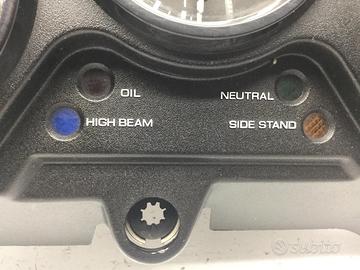 OIL
NEUTRAL
HIGH BEAM
SIDE STAND
subito